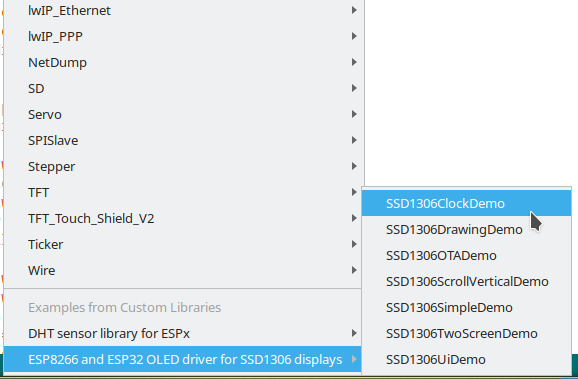 lwIP_Ethernet
lwIP_PPP
NetDump
SD
Servo
SPISlave
Stepper
TFT
TFT_Touch_Shield_V2
Ticker
Wire
Examples from Custom Libraries
DHT sensor library for ESPx
ESP8266 and ESP32 OLED driver for SSD1306 displays
SSD1306ClockDemo
SSD1306DrawingDemo
SSD1306OTADemo
SSD1306ScrollVerticalDemo
SSD1306SimpleDemo
SSD1306TwoScreenDemo
SSD1306UiDemo